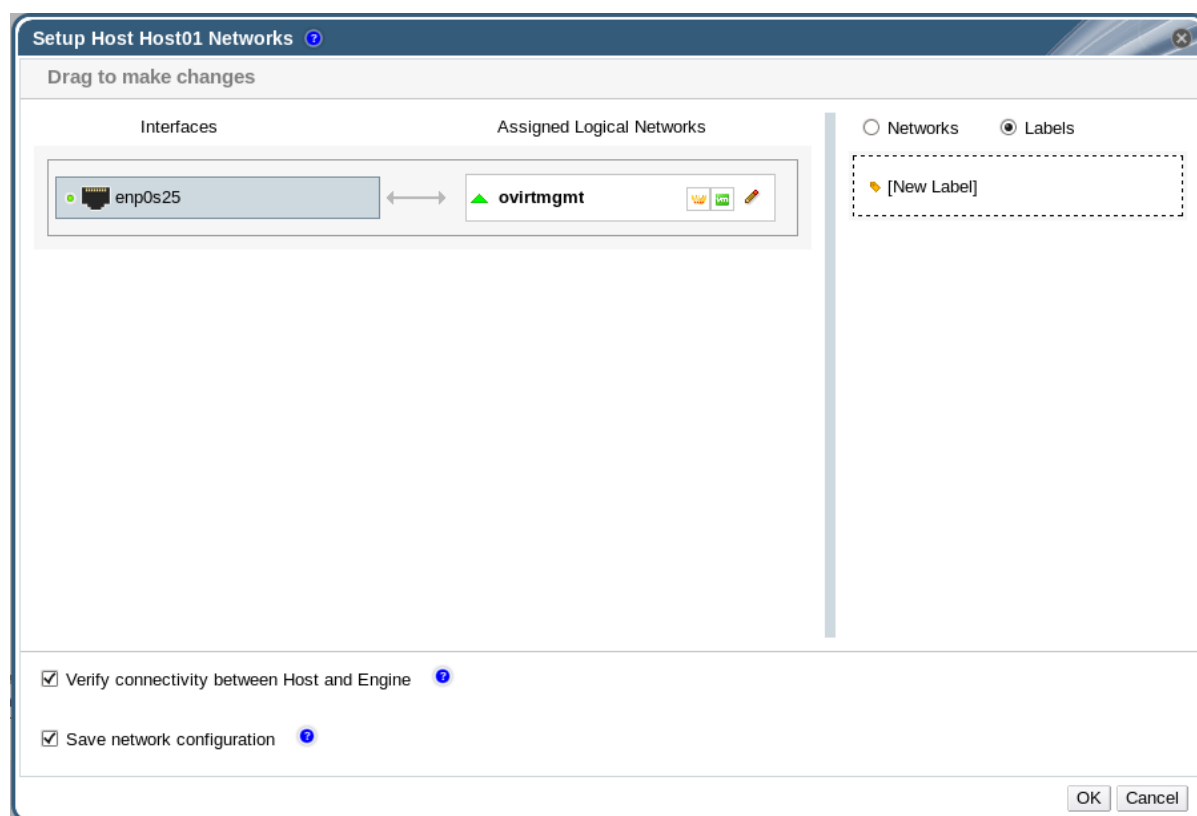 Setup Host Host01 Networks ?
Drag to make changes
Interfaces Assigned Logical Networks
Networks Labels
enp0s25 ovirtmgmt vm
[New Label]
Verify connectivity between Host and Engine ?
Save network configuration ?
OK Cancel